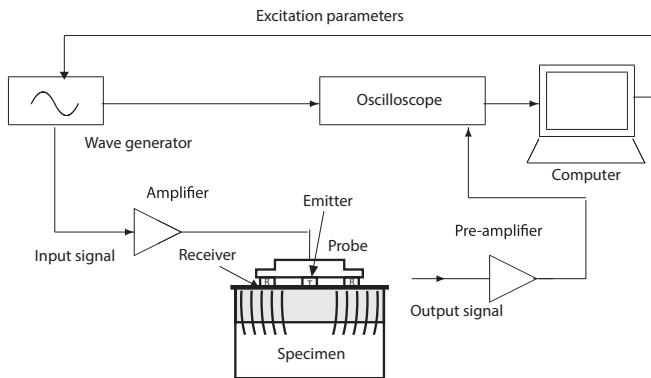 Excitation parameters
Oscilloscope
Wave generator
Computer
Amplifier
Emitter
Pre-amplifier
Probe
Input signal
Receiver
R T R
Output signal
Specimen